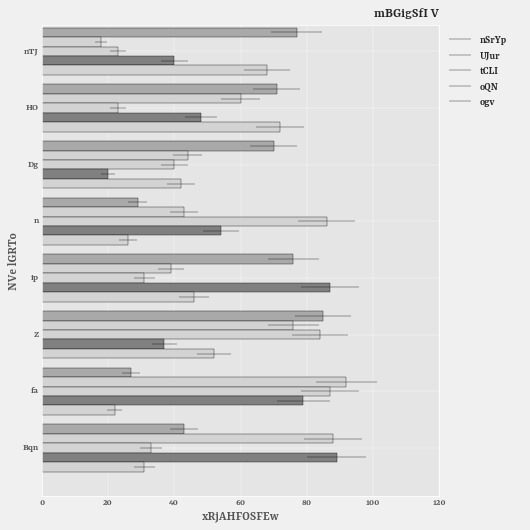 mBGigSfI V
nSrYp
UJur
tCLI
oQN
ogv
NVe lGRTo
nTJ
HO
Dg
n
Ip
Z
fa
Bqn
0 20 40 60 80 100 120
xRjAHFOSFEw